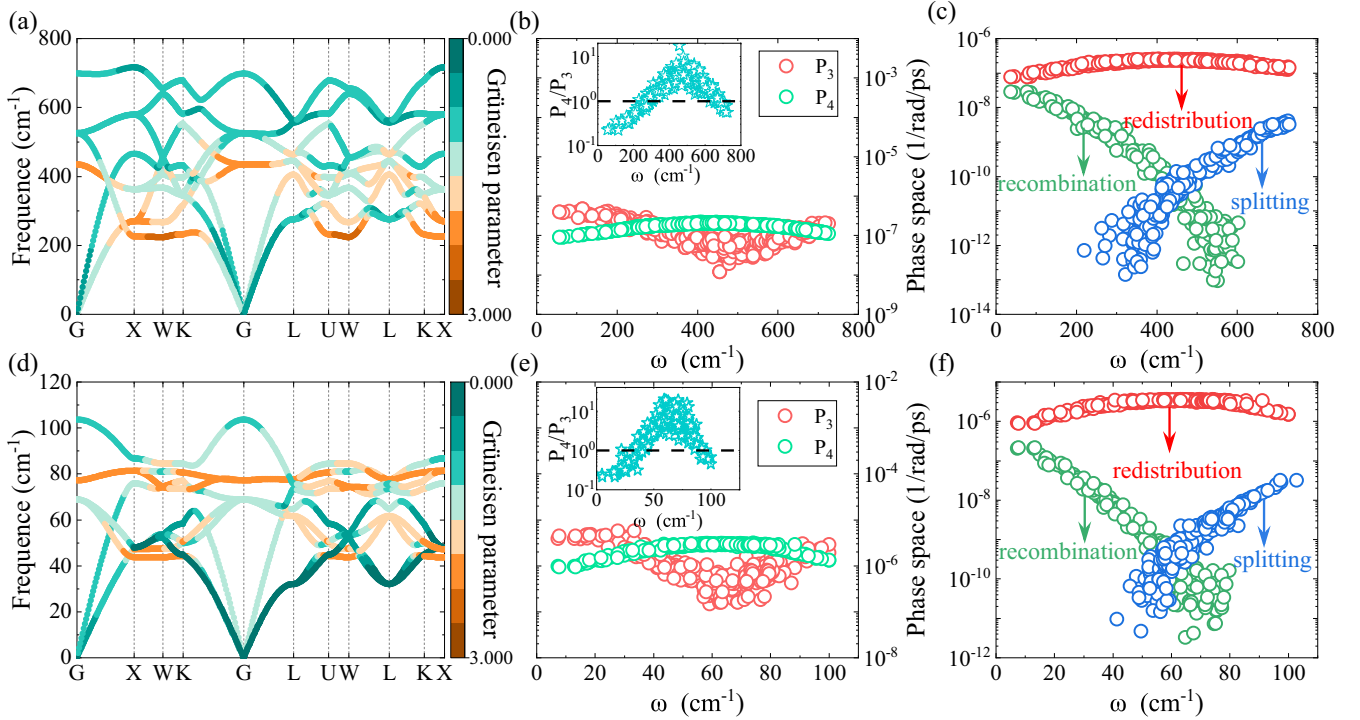 (a)
800
600
400
200
0
Frequence (cm-1)
G X W K G L U W L K X
0.000
Grüneisen parameter
3.000
(b)
101
100
10-1
P4/P3
0 200 400 600 800
ω (cm-1)
P3
P4
10-3
10-5
10-7
10-9
0 200 400 600 800
ω (cm-1)
(c)
Phase space (1/rad/ps)
10-6
10-8
10-10
10-12
10-14
redistribution
recombination
splitting
0 200 400 600 800
ω (cm-1)
(d)
120
100
80
60
40
20
0
Frequence (cm-1)
G X W K G L U W L K X
0.000
Grüneisen parameter
3.000
(e)
101
100
10-1
P4/P3
0 50 100
ω (cm-1)
P3
P4
10-2
10-4
10-6
10-8
0 20 40 60 80 100
ω (cm-1)
(f)
Phase space (1/rad/ps)
10-6
10-8
10-10
10-12
redistribution
recombination
splitting
0 20 40 60 80 100
ω (cm-1)